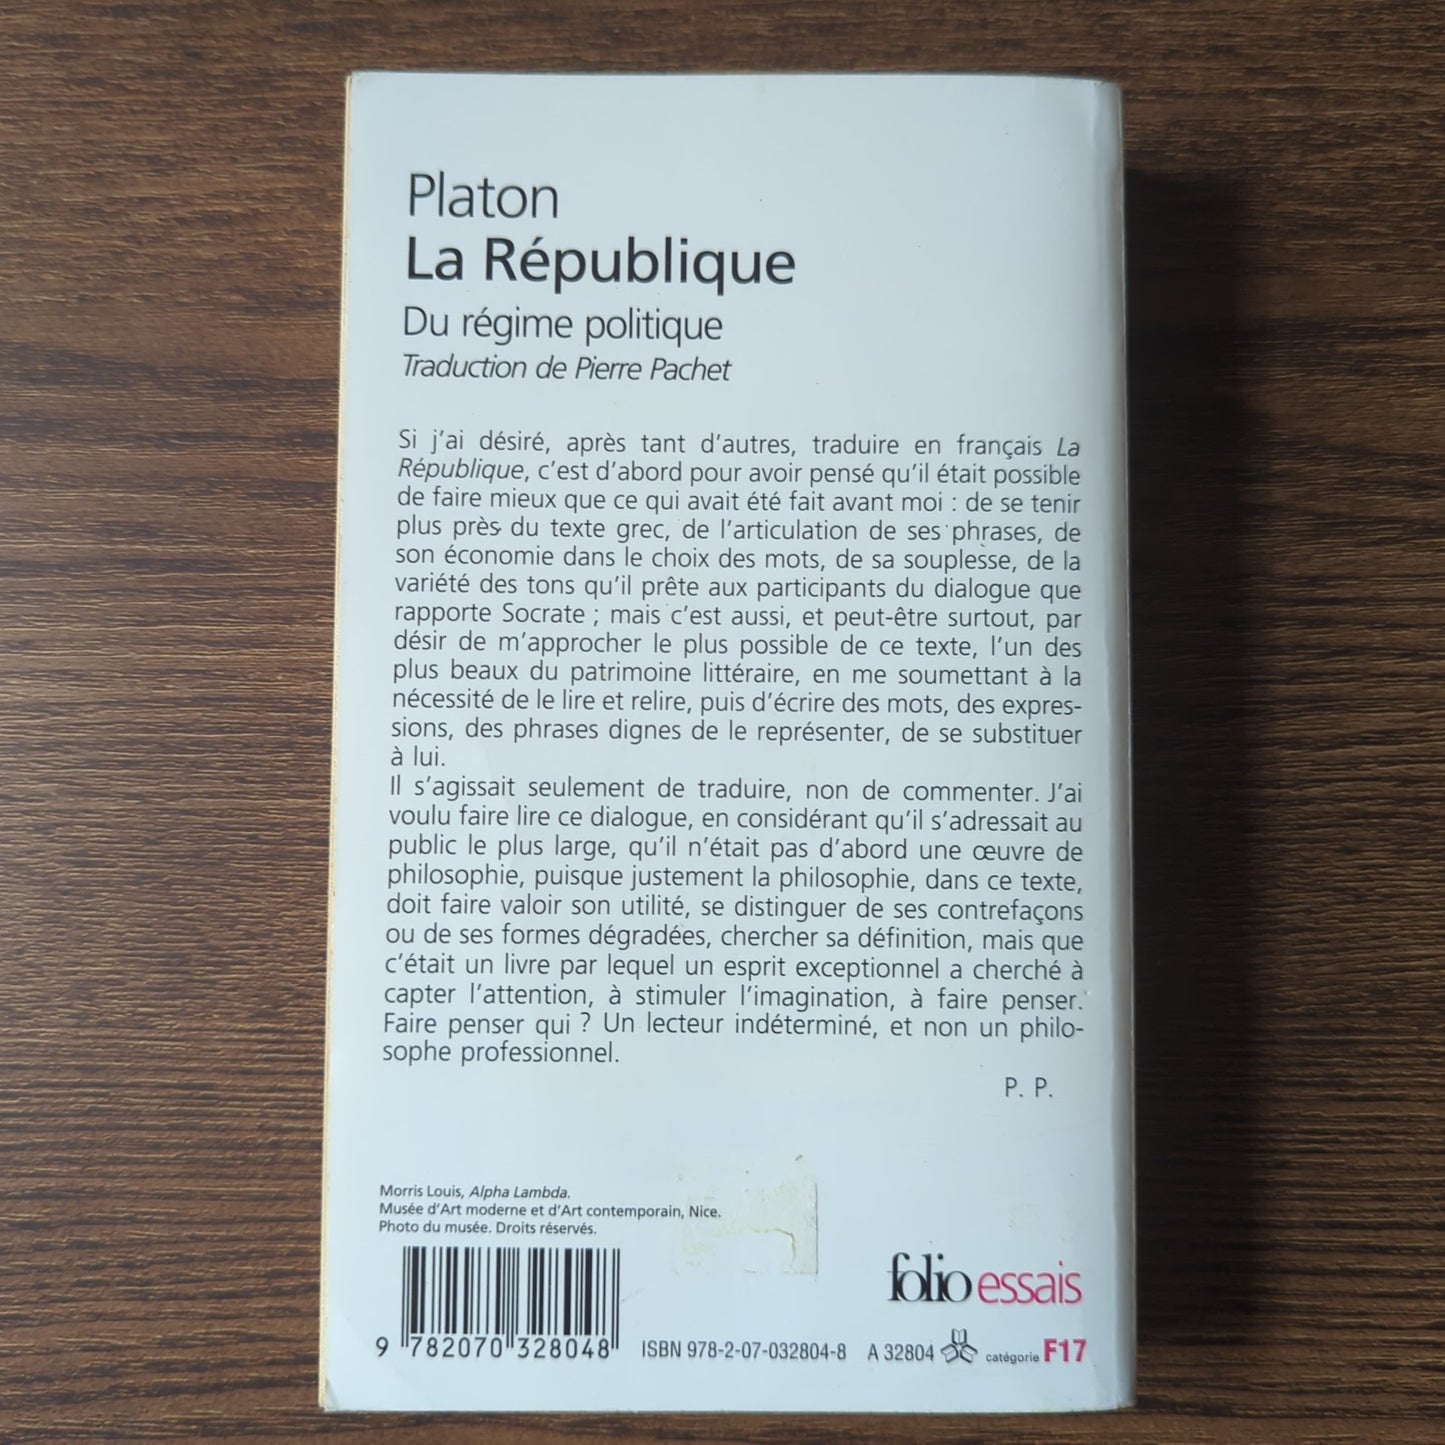 Platon
La République
Du régime politique
Traduction de Pierre Pachet
Si j'ai désiré, après tant d'autres, traduire en français La
République, c'est d'abord pour avoir pensé qu'il était possible
de faire mieux que ce qui avait été fait avant moi : de se tenir
plus près du texte grec, de l'articulation de ses phrases, de
son économie dans le choix des mots, de sa souplesse, de la
variété des tons qu'il prête aux participants du dialogue que
rapporte Socrate ; mais c'est aussi, et peut-être surtout, par
désir de m'approcher le plus possible de ce texte, l'un des
plus beaux du patrimoine littéraire, en me soumettant à la
nécessité de le lire et relire, puis d'écrire des mots, des expres-
sions, des phrases dignes de le représenter, de se substituer
à lui.
Il s'agissait seulement de traduire, non de commenter. J'ai
voulu faire lire ce dialogue, en considérant qu'il s'adressait au
public le plus large, qu'il n'était pas d'abord une œuvre de
philosophie, puisque justement la philosophie, dans ce texte,
doit faire valoir son utilité, se distinguer de ses contrefaçons
ou de ses formes dégradées, chercher sa définition, mais que
c'était un livre par lequel un esprit exceptionnel a cherché à
capter l'attention, à stimuler l'imagination, à faire penser.
Faire penser qui ? Un lecteur indéterminé, et non un philo-
sophe professionnel.
P. P.
Morris Louis, Alpha Lambda.
Musée d'Art moderne et d'Art contemporain, Nice.
Photo du musée. Droits réservés.
folio essais
9 782070 328048
ISBN 978-2-07-032804-8 A 32804 catégorie F17